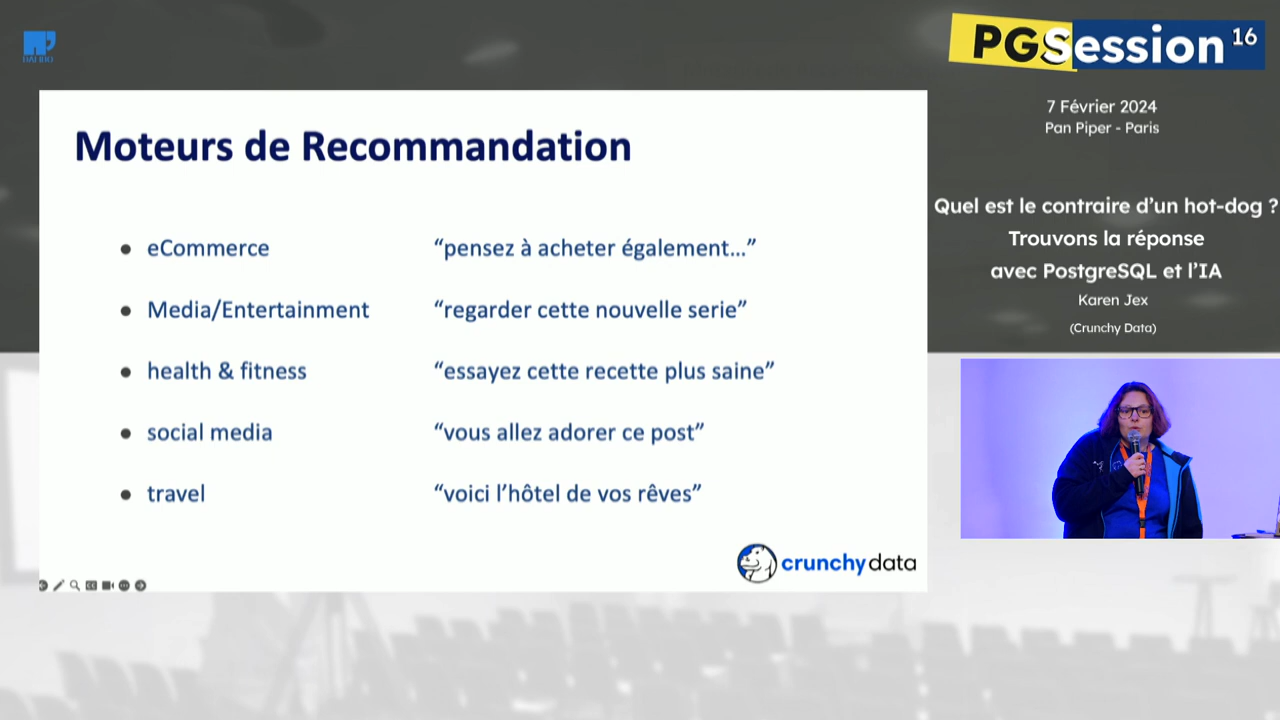 PGSession 16
7 Février 2024
Pan Piper - Paris
Quel est le contraire d'un hot-dog ?
Trouvons la réponse
avec PostgreSQL et l'IA
Karen Jex
(Crunchy Data)
Moteurs de Recommandation
● eCommerce “pensez à acheter également...”
● Media/Entertainment “regarder cette nouvelle serie”
● health & fitness “essayez cette recette plus saine”
● social media “vous allez adorer ce post”
● travel “voici l’hôtel de vos rêves”
crunchydata